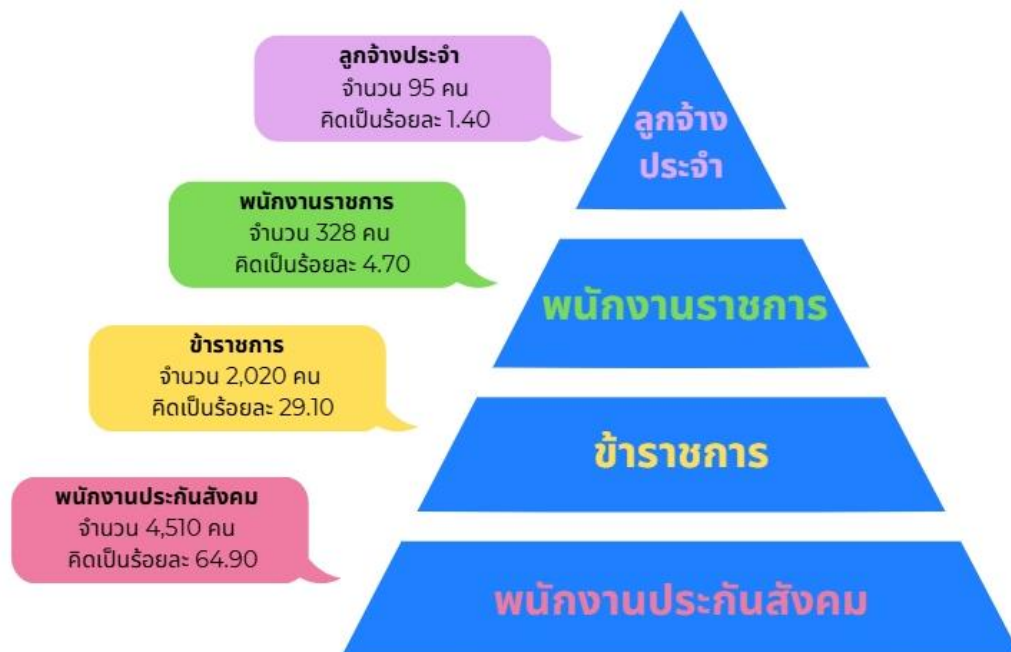 ลูกจ้างประจำ
จำนวน 95 คน
คิดเป็นร้อยละ 1.40
ลูกจ้าง
ประจำ
พนักงานราชการ
จำนวน 328 คน
คิดเป็นร้อยละ 4.70
พนักงานราชการ
ข้าราชการ
จำนวน 2,020 คน
คิดเป็นร้อยละ 29.10
ข้าราชการ
พนักงานประกันสังคม
จำนวน 4,510 คน
คิดเป็นร้อยละ 64.90
พนักงานประกันสังคม